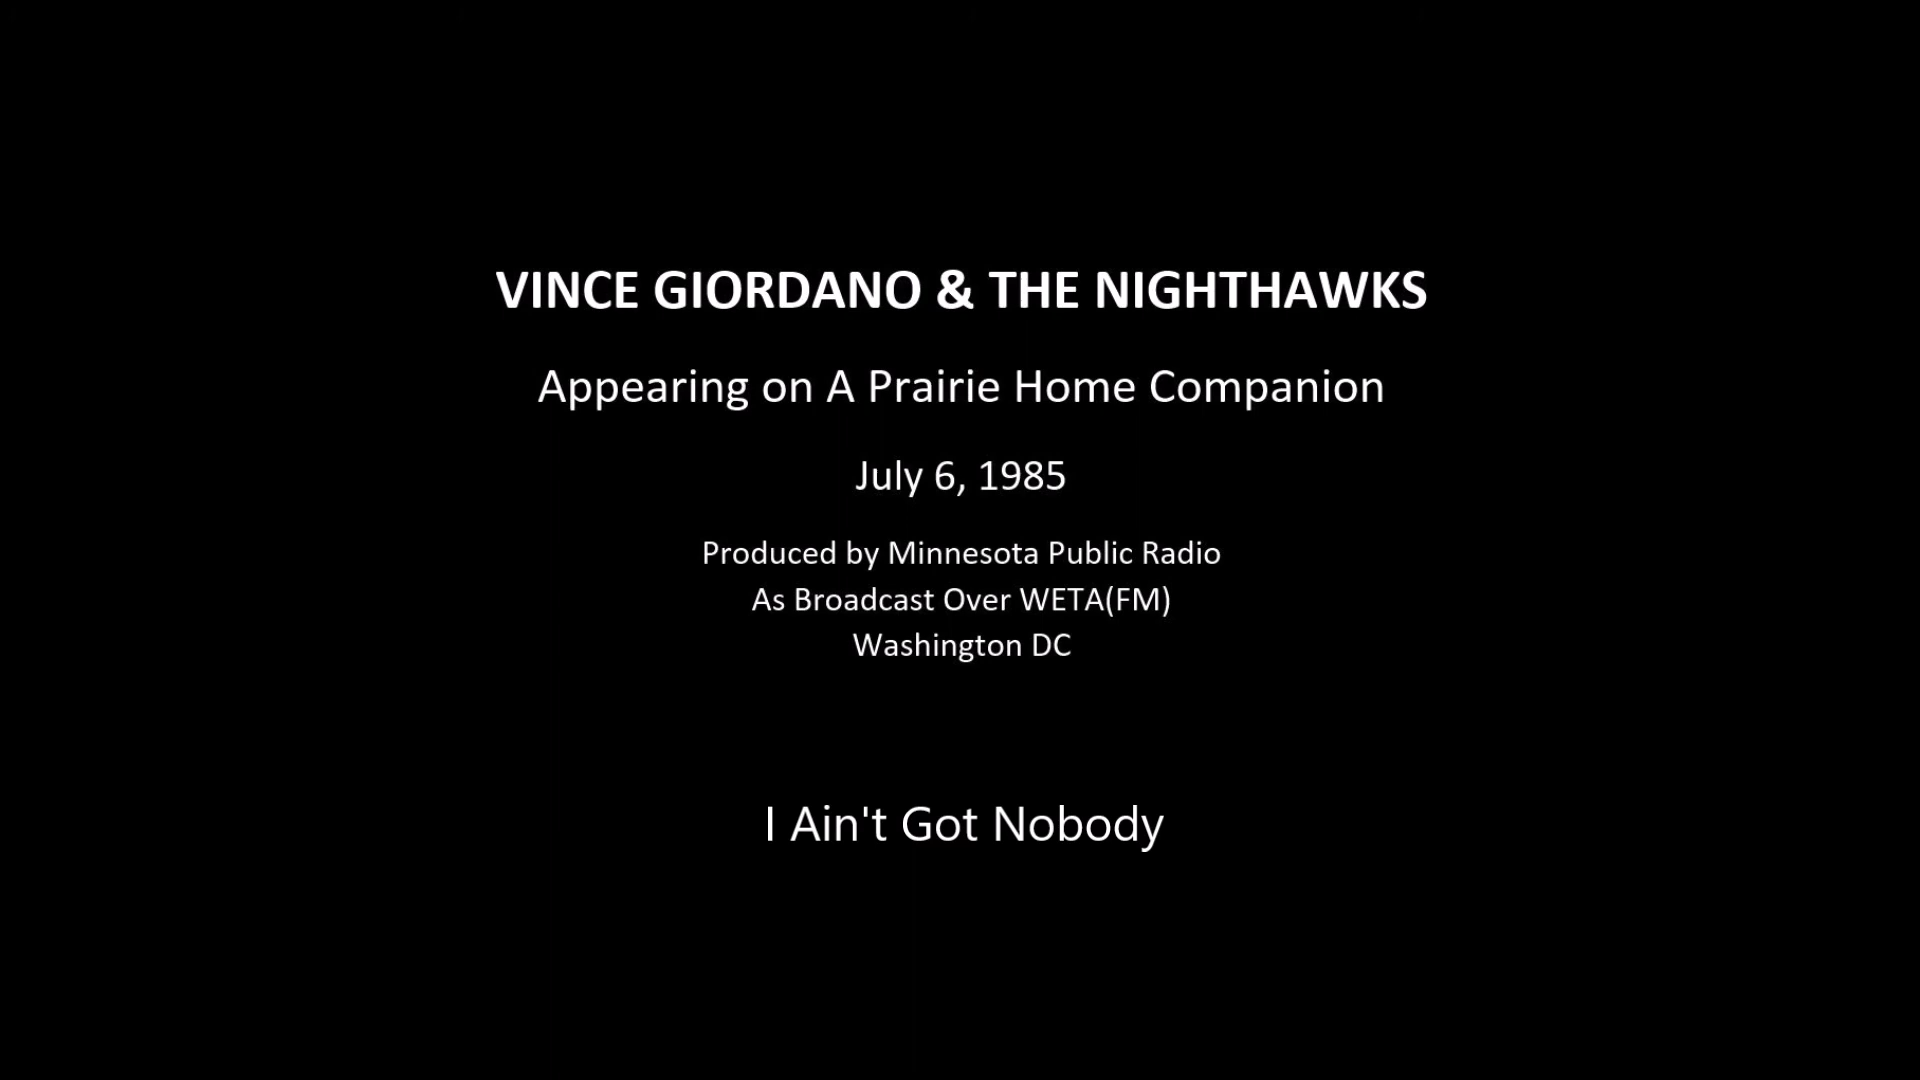 VINCE GIORDANO & THE NIGHTHAWKS
Appearing on A Prairie Home Companion
July 6, 1985
Produced by Minnesota Public Radio
As Broadcast Over WETA(FM)
Washington DC
I Ain't Got Nobody